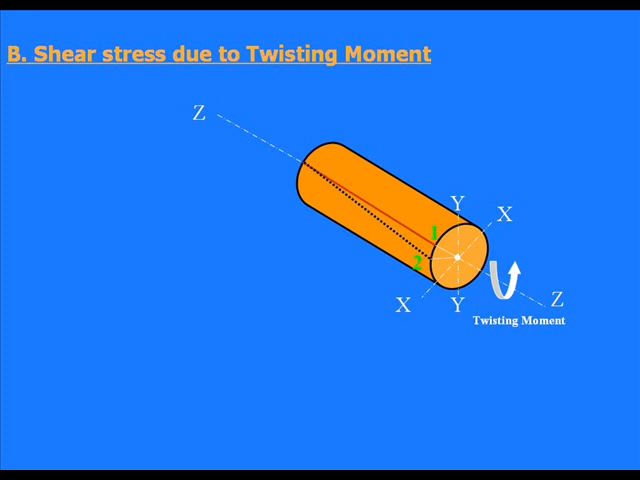 B. Shear stress due to Twisting Moment
Z
Y
X
1
2
X
Y
Z
Twisting Moment